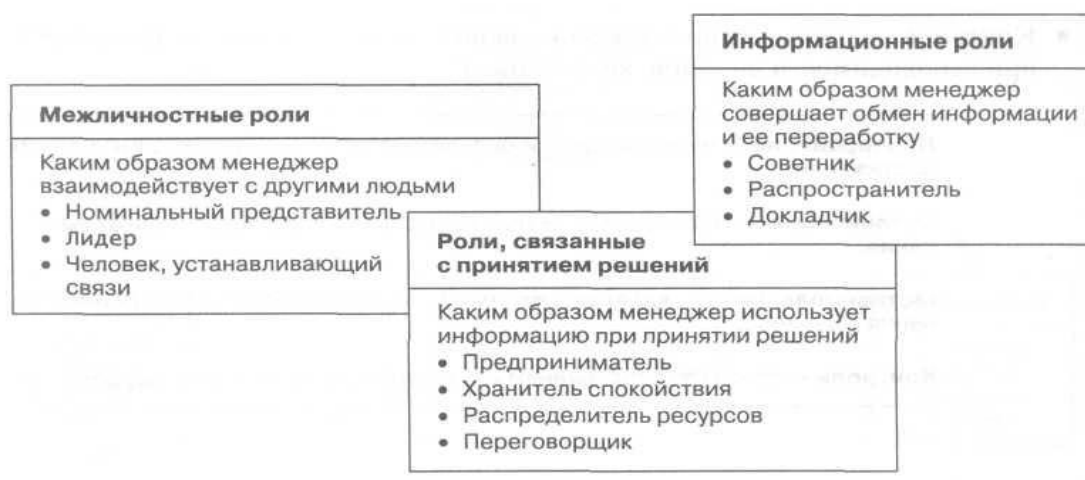 Межличностные роли
Каким образом менеджер
взаимодействует с другими людьми
• Номинальный представитель
• Лидер
• Человек, устанавливающий
связи
Роли, связанные
с принятием решений
Каким образом менеджер использует
информацию при принятии решений
• Предприниматель
• Хранитель спокойствия
• Распределитель ресурсов
• Переговорщик
Информационные роли
Каким образом менеджер
совершает обмен информации
и ее переработку
• Советник
• Распространитель
• Докладчик